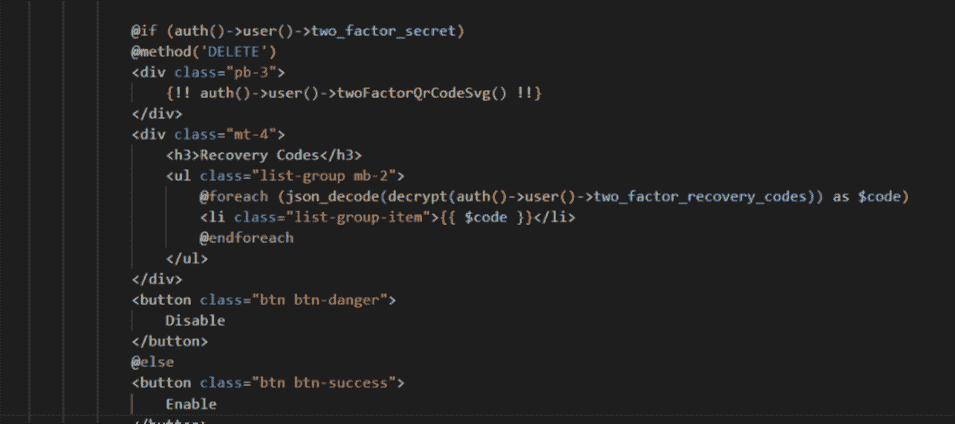 @if (auth()->user()->two_factor_secret)
@method('DELETE')
<div class="pb-3">
{!! auth()->user()->twoFactorQrCodeSvg() !!}
</div>
<div class="mt-4">
<h3>Recovery Codes</h3>
<ul class="list-group mb-2">
@foreach (json_decode(decrypt(auth()->user()->two_factor_recovery_codes)) as $code)
<li class="list-group-item">{{ $code }}</li>
@endforeach
</ul>
</div>
<button class="btn btn-danger">
Disable
</button>
@else
<button class="btn btn-success">
Enable
</button>